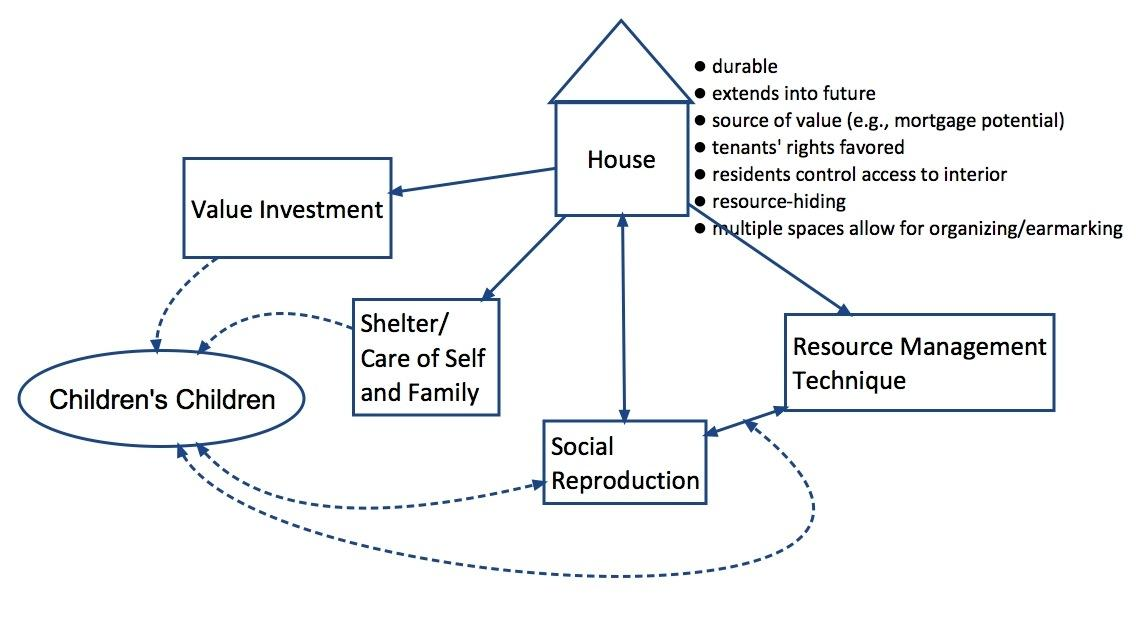 ● durable
● extends into future
● source of value (e.g., mortgage potential)
● tenants' rights favored
● residents control access to interior
● resource-hiding
● multiple spaces allow for organizing/earmarking
House
Value Investment
Shelter/
Care of Self
and Family
Resource Management
Technique
Children's Children
Social
Reproduction